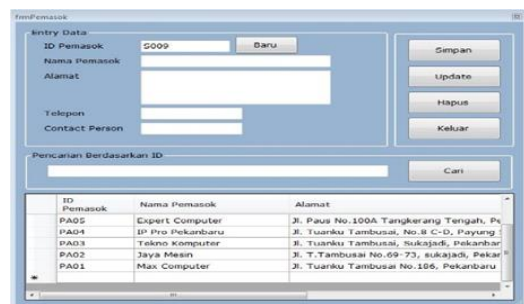 frmPemasok
Entry Data
ID Pemasok S009 Baru
Nama Pemasok
Alamat
Telepon
Contact Person
Simpan
Update
Hapus
Keluar
Pencarian Berdasarkan ID
Cari
ID Pemasok Nama Pemasok Alamat
PA05 Expert Computer Jl. Paus No.100A Tangkerang Tengah, Pe
PA04 IP Pro Pekanbaru Jl. Tuanku Tambusai, No.8 C-D, Payung
PA03 Tekno Komputer Jl. Tuanku Tambusai, Sukajadi, Pekanbar
PA02 Jaya Mesin Jl. T.Tambusai No.69-73, sukajadi, Pekar
PA01 Max Computer Jl. Tuanku Tambusai No.186, Pekanbaru